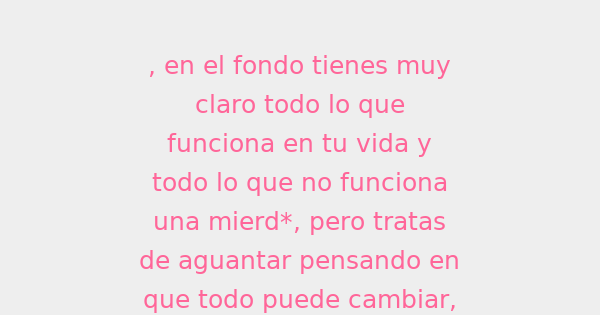 , en el fondo tienes muy
claro todo lo que
funciona en tu vida y
todo lo que no funciona
una mierd*, pero tratas
de aguantar pensando en
que todo puede cambiar,